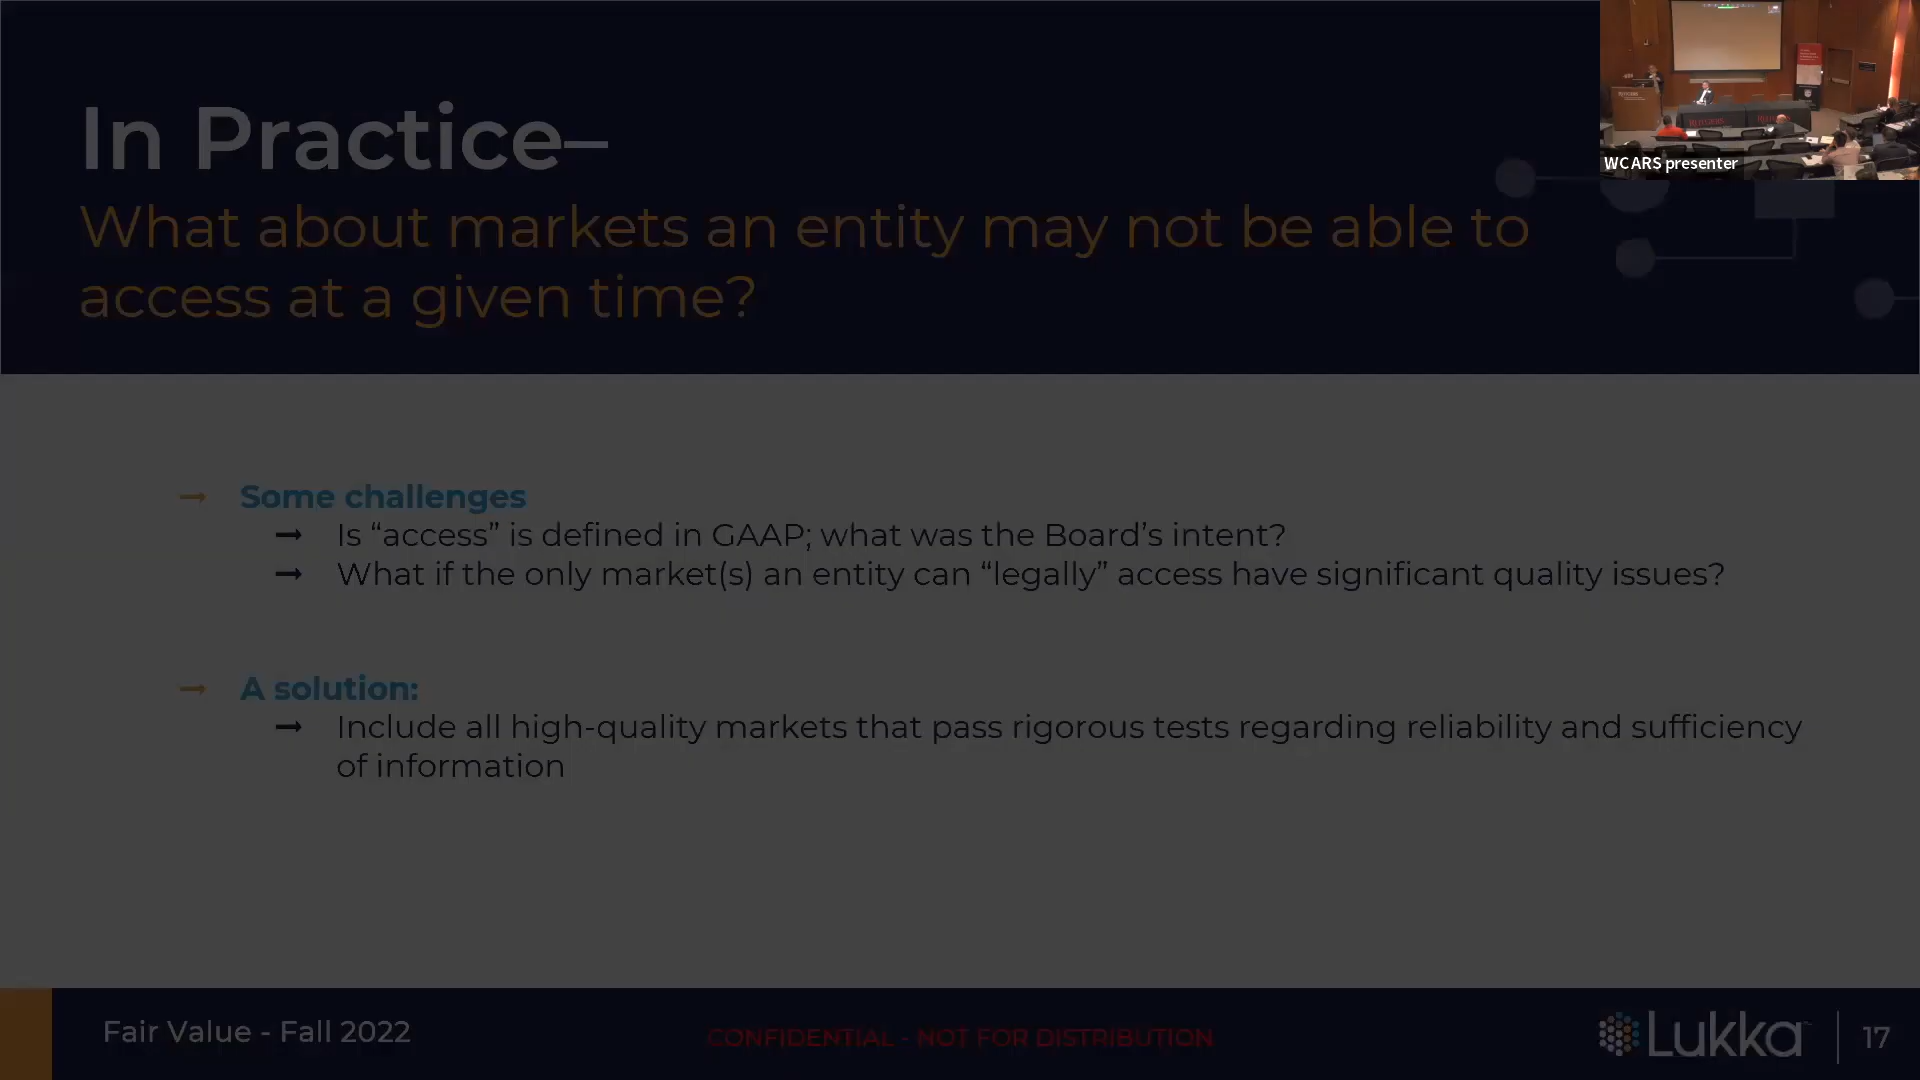 In Practice–
What about markets an entity may not be able to
access at a given time?
WCARS presenter
Some challenges
Is “access” is defined in GAAP; what was the Board’s intent?
What if the only market(s) an entity can “legally” access have significant quality issues?
A solution:
Include all high-quality markets that pass rigorous tests regarding reliability and sufficiency
of information
Fair Value - Fall 2022
CONFIDENTIAL - NOT FOR DISTRIBUTION
Lukka
17